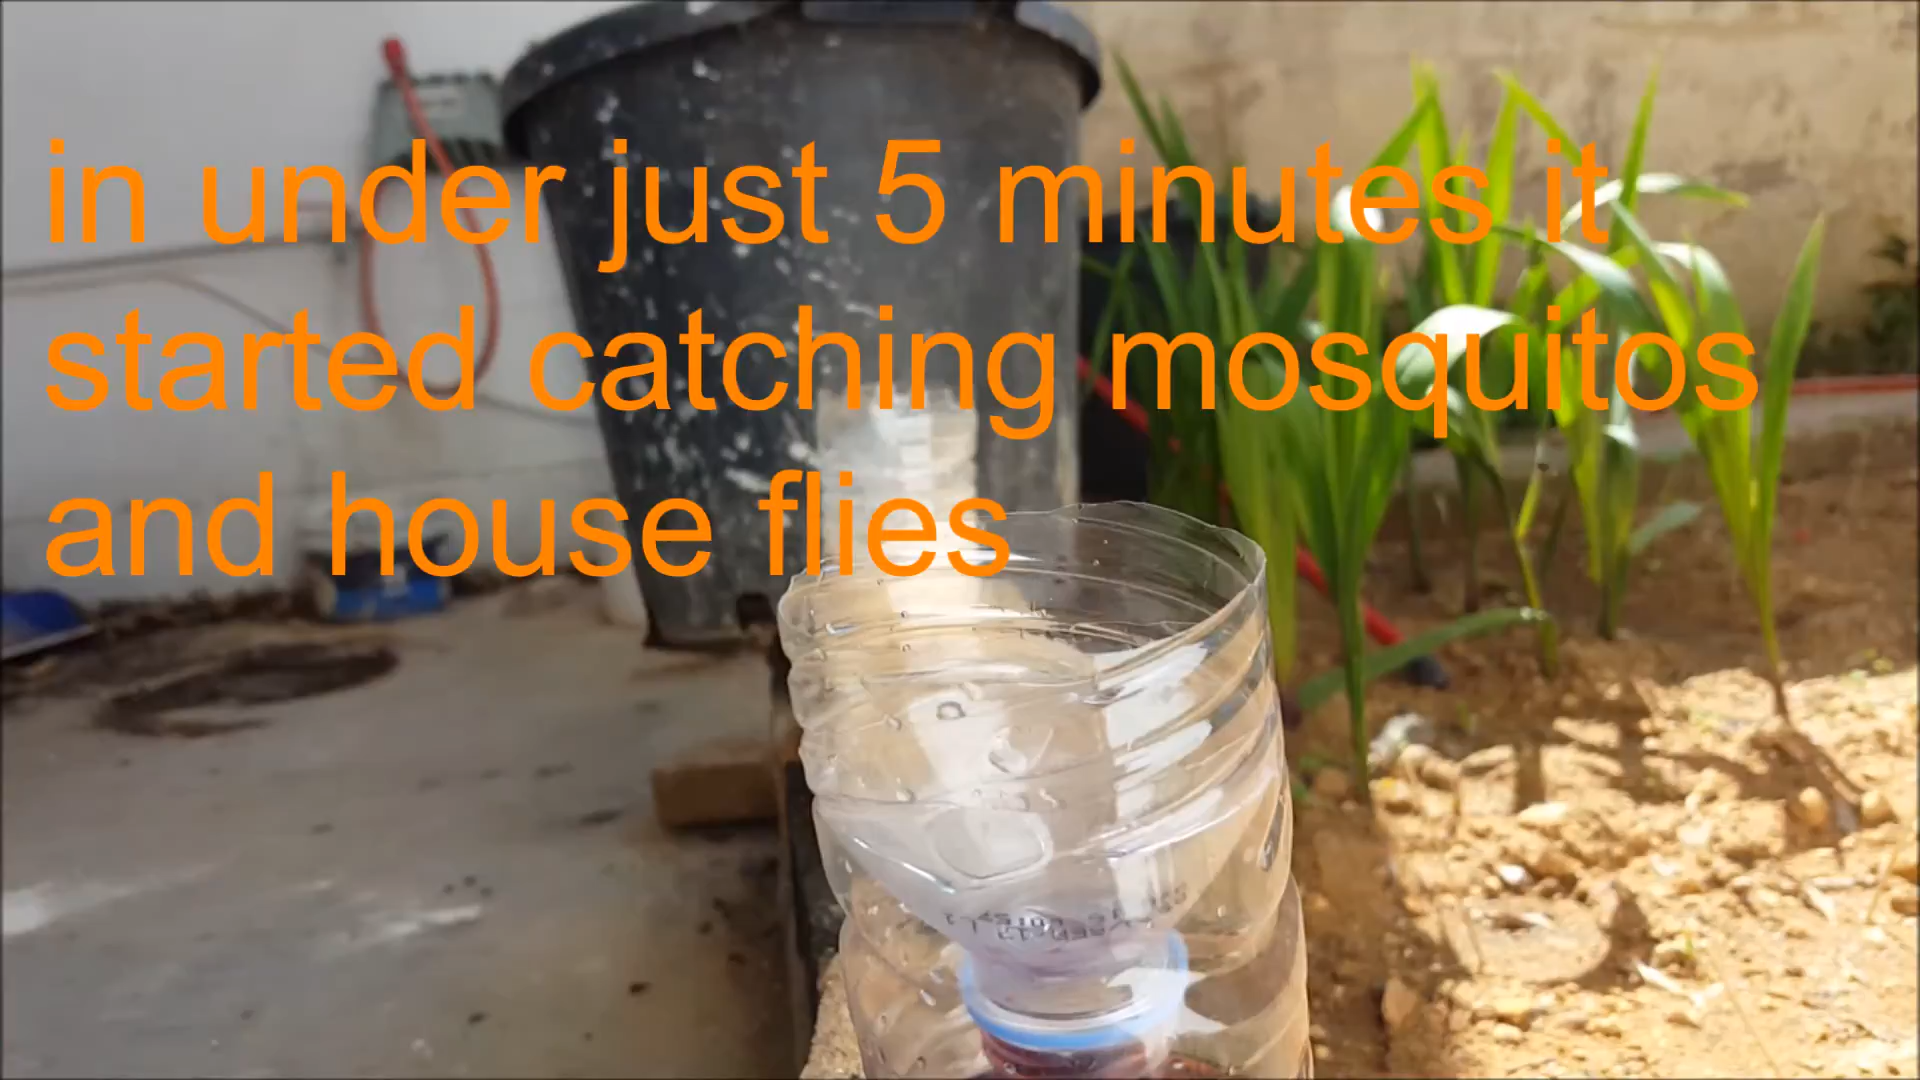 in under just 5 minutes it
started catching mosquitos
and house flies